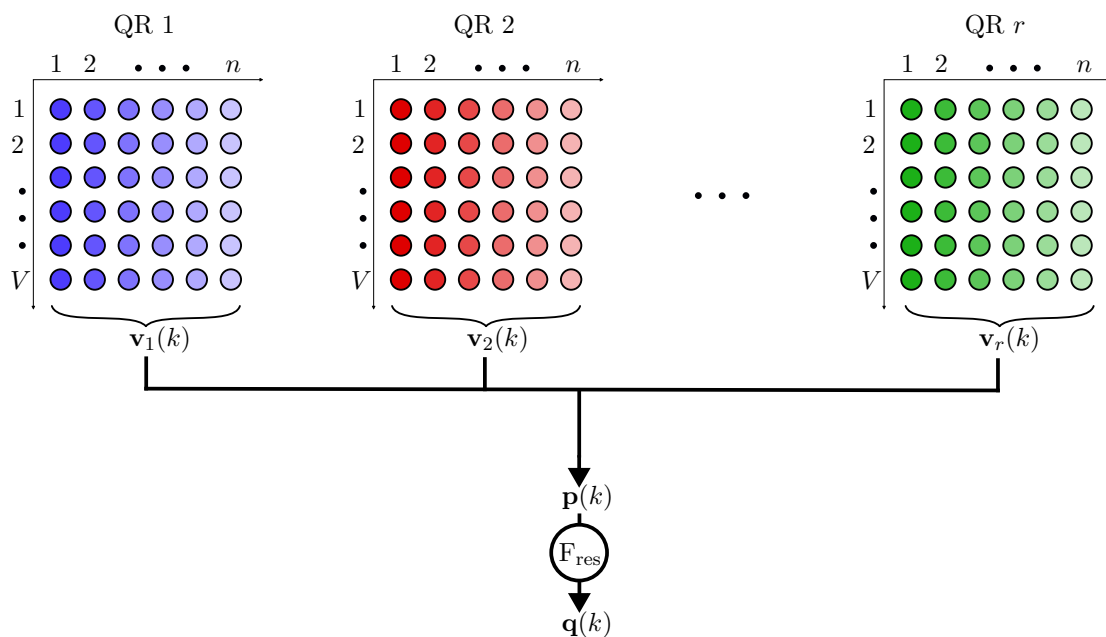 QR 1 QR 2 QR r
1 2 • • • n 1 2 • • • n 1 2 • • • n
1 1 1
2 2 2
• • •
• • • • • •
• • •
V V V
v₁(k) v₂(k) vᵣ(k)
p(k)
F_res
q(k)